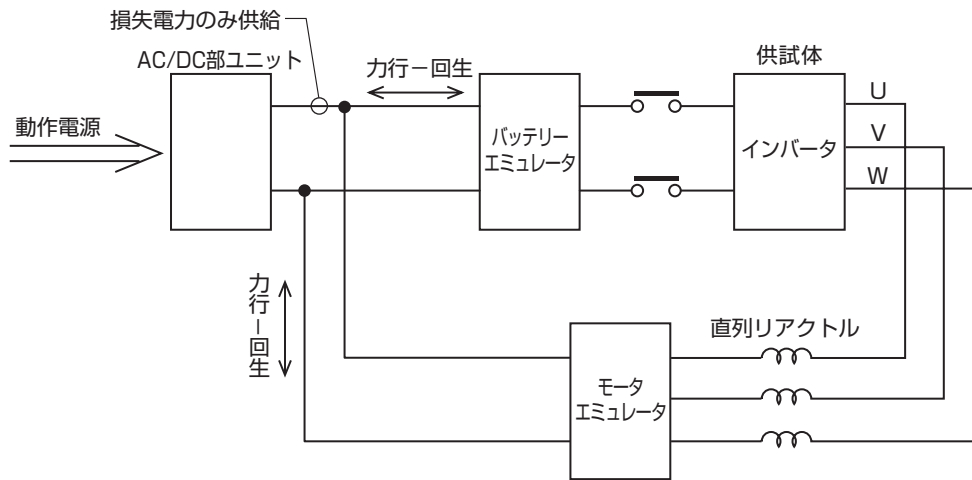 損失電力のみ供給
AC/DC部ユニット
力行－回生
供試体
動作電源
バッテリー
エミュレータ
インバータ
U
V
W
力行－回生
直列リアクトル
モータ
エミュレータ